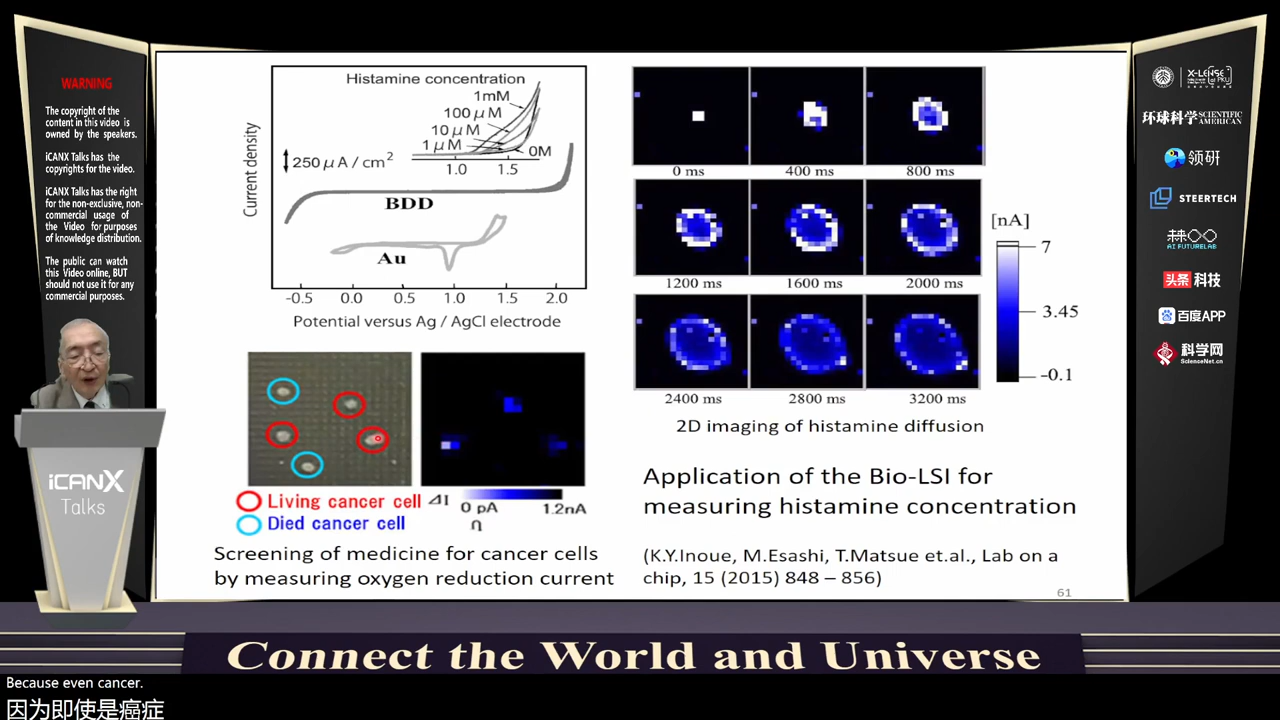 WARNING
The copyright of the
content in this video is
owned by the speakers.
iCANX Talks has the
copyrights for the video.
iCANX Talks has the right
for the non-exclusive, non-
commercial usage of
the Video for purposes
of knowledge distribution.
The public can watch
this Video online, BUT
should not use it for any
commercial purposes.
iCANX
Talks
Histamine concentration
1mM
100 μM
10 μM
1 μM
0M
1.0 1.5
250 μA / cm²
Current density
BDD
Au
-0.5 0.0 0.5 1.0 1.5 2.0
Potential versus Ag / AgCl electrode
Living cancer cell
Died cancer cell
ΔI
0 pA 1.2nA
Screening of medicine for cancer cells
by measuring oxygen reduction current
0 ms 400 ms 800 ms
1200 ms 1600 ms 2000 ms
2400 ms 2800 ms 3200 ms
[nA]
7
3.45
-0.1
2D imaging of histamine diffusion
Application of the Bio-LSI for
measuring histamine concentration
(K.Y.Inoue, M.Esashi, T.Matsue et.al., Lab on a
chip, 15 (2015) 848 – 856)
61
X-LENSE
环球科学 SCIENTIFIC AMERICAN
领研
STEERTECH
AI FUTURELAB
头条 科技
百度APP
科学网
ScienceNet.cn
Connect the World and Universe
Because even cancer.
因为即使是癌症